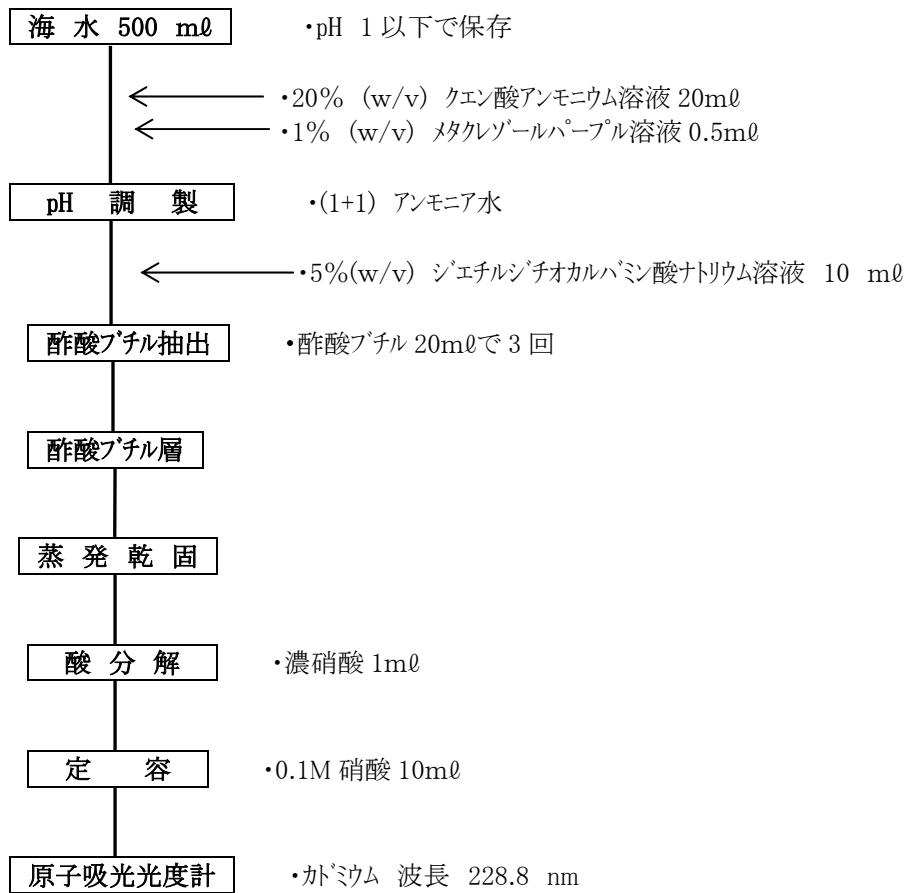 海 水 500 mℓ ・pH 1 以下で保存
・20% (w/v) クエン酸アンモニウム溶液 20mℓ
・1% (w/v) メタクレゾールパープル溶液 0.5mℓ
pH 調 製 ・(1+1) アンモニア水
・5%(w/v) ジエチルジチオカルバミン酸ナトリウム溶液 10 mℓ
酢酸ブチル抽出 ・酢酸ブチル 20mℓで 3 回
酢酸ブチル層
蒸 発 乾 固
酸 分 解 ・濃硝酸 1mℓ
定 容 ・0.1M 硝酸 10mℓ
原子吸光光度計 ・カドミウム 波長 228.8 nm